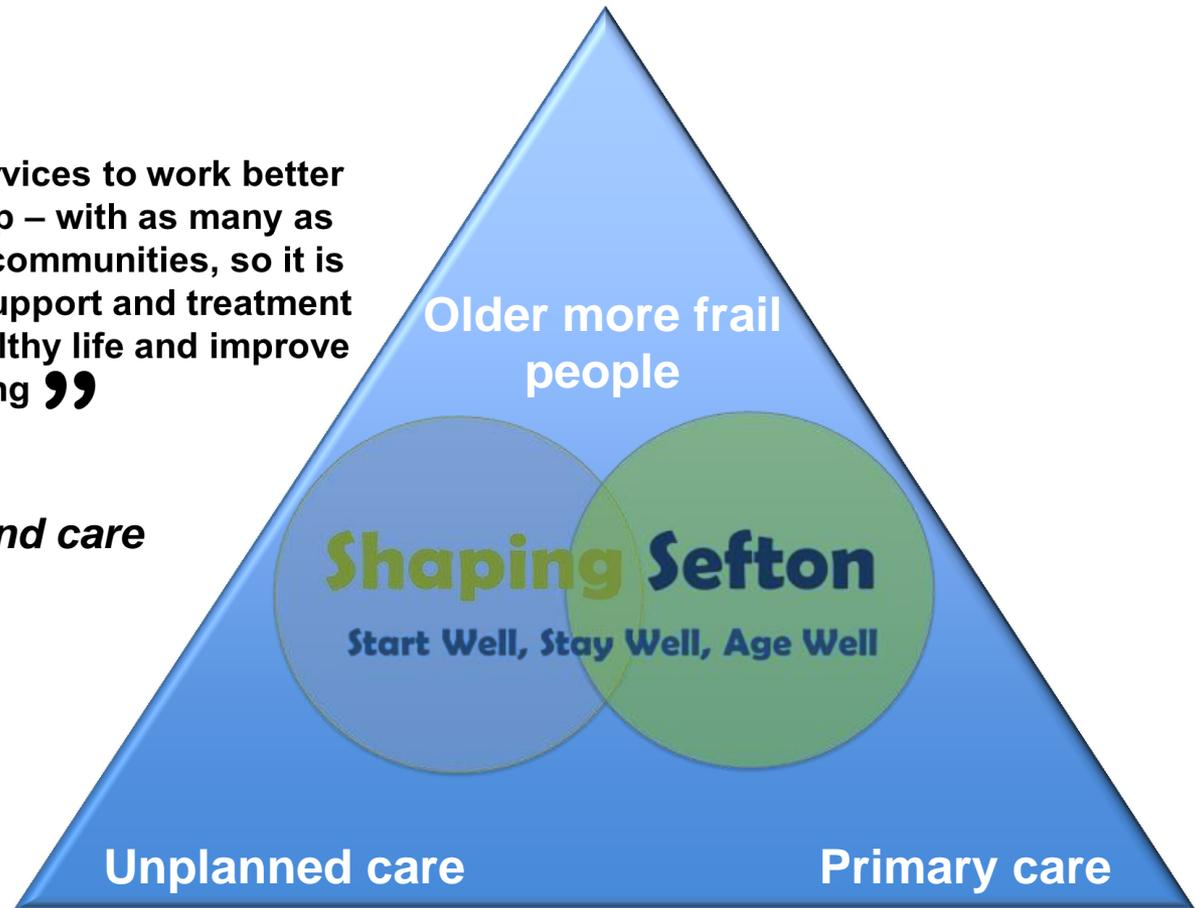 vices to work better
– with as many as
communities, so it is
upport and treatment
lthy life and improve
ng ”
nd care
Older more frail
people
Shaping Sefton
Start Well, Stay Well, Age Well
Unplanned care
Primary care